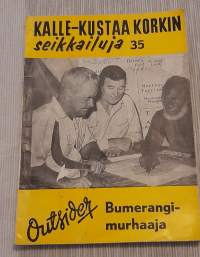 KALLE-KUSTAA KORKIN
seikkailuja 35
Outsider
Bumerangi-
murhaaja